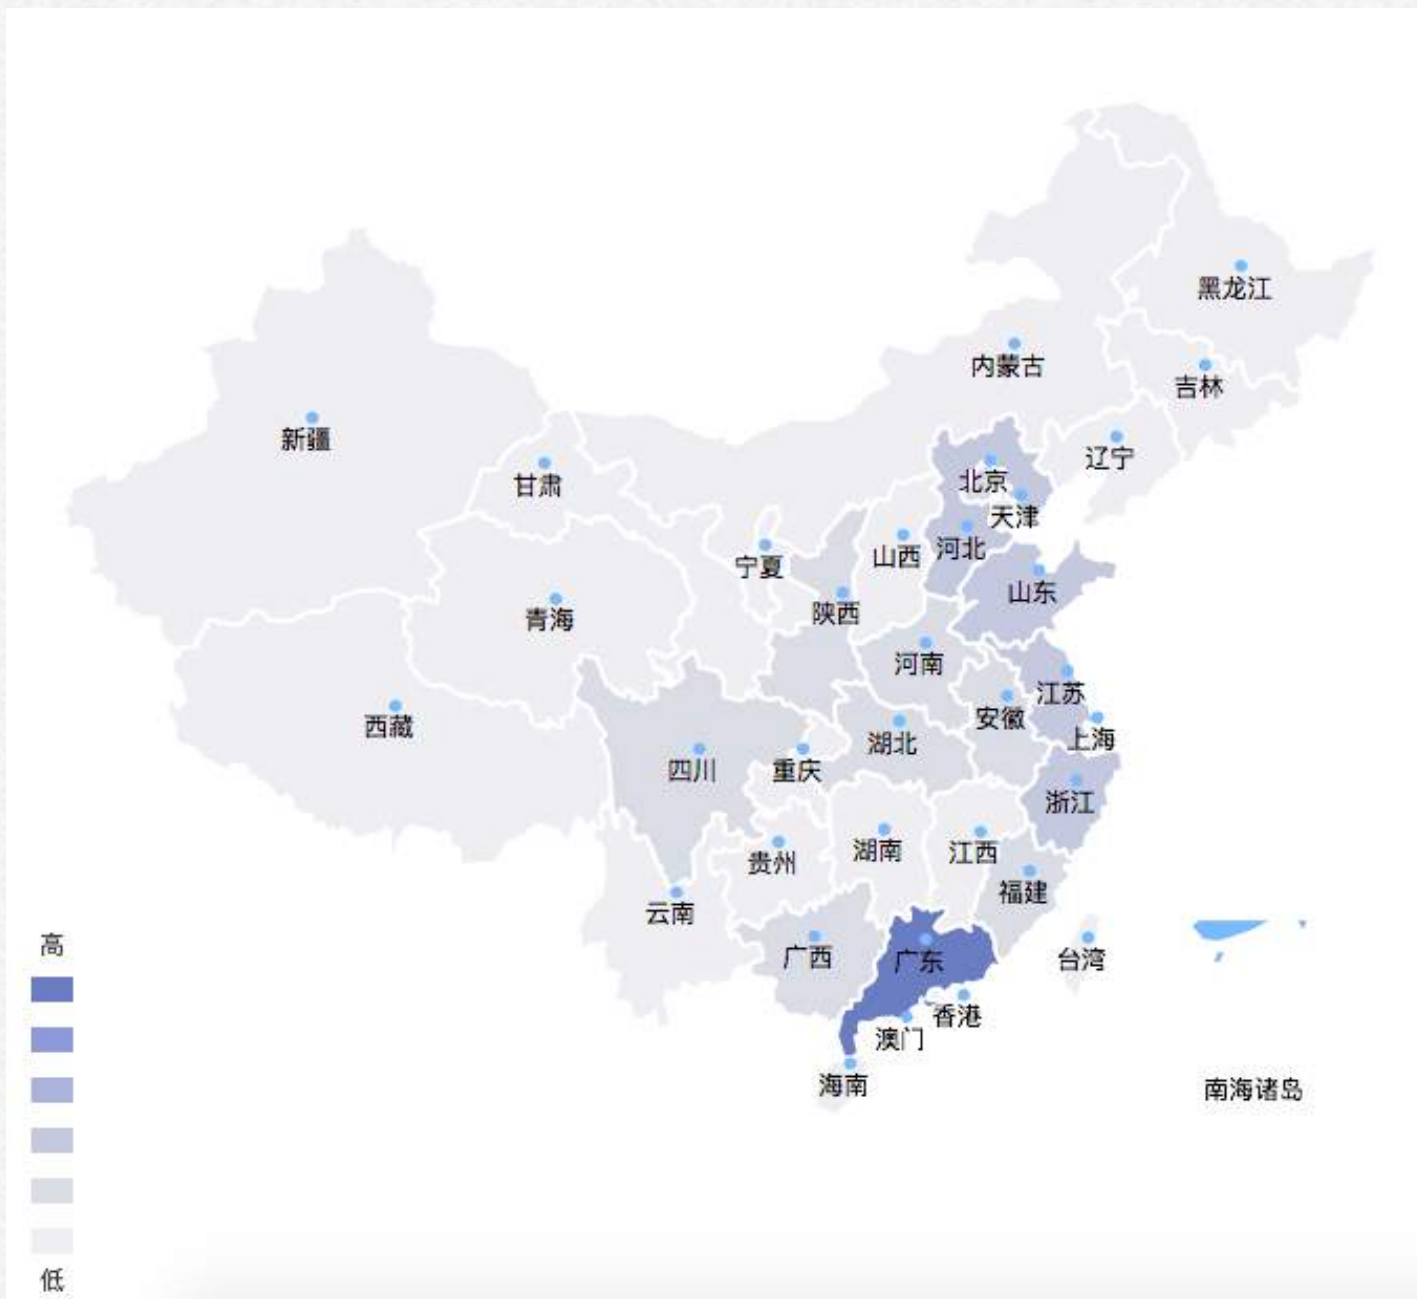 黑龙江
内蒙古
吉林
新疆
辽宁
甘肃
北京
天津
河北
山西
宁夏
山东
陕西
青海
河南
江苏
安徽
西藏
上海
湖北
四川
重庆
浙江
湖南
江西
贵州
福建
云南
高
广西
广东
台湾
香港
澳门
海南
南海诸岛
低